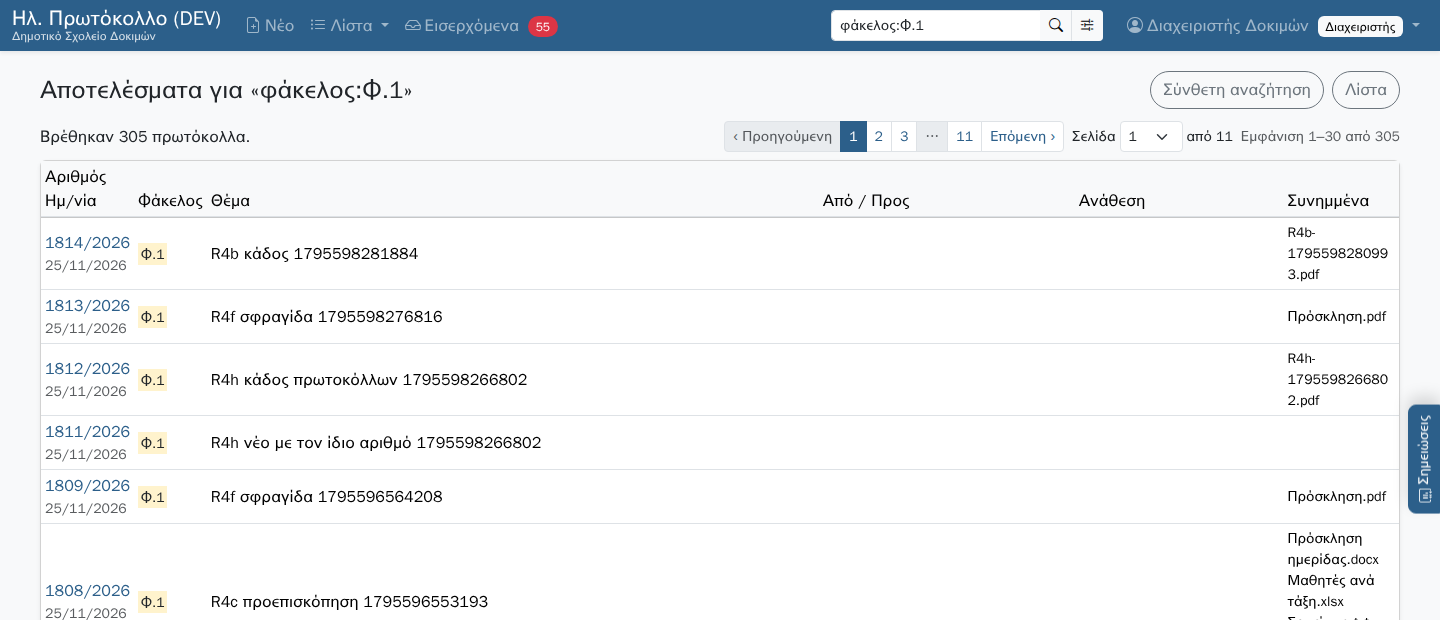 Ηλ. Πρωτόκολλο (DEV)
Δημοτικό Σχολείο Δοκιμών
Νέο
Λίστα
Εισερχόμενα 55
φάκελος:Φ.1
Διαχειριστής Δοκιμών Διαχειριστής
Αποτελέσματα για «φάκελος:Φ.1»
Σύνθετη αναζήτηση
Λίστα
Βρέθηκαν 305 πρωτόκολλα.
‹ Προηγούμενη 1 2 3 ⋯ 11 Επόμενη › Σελίδα 1 από 11 Εμφάνιση 1–30 από 305
Αριθμός
Ημ/νία Φάκελος Θέμα Από / Προς Ανάθεση Συνημμένα
1814/2026
25/11/2026
Φ.1
R4b κάδος 1795598281884
R4b-
179559828099
3.pdf
1813/2026
25/11/2026
Φ.1
R4f σφραγίδα 1795598276816
Πρόσκληση.pdf
1812/2026
25/11/2026
Φ.1
R4h κάδος πρωτοκόλλων 1795598266802
R4h-
179559826680
2.pdf
1811/2026
25/11/2026
Φ.1
R4h νέο με τον ίδιο αριθμό 1795598266802
1809/2026
25/11/2026
Φ.1
R4f σφραγίδα 1795596564208
Πρόσκληση.pdf
1808/2026
25/11/2026
Φ.1
R4c προεπισκόπηση 1795596553193
Πρόσκληση
ημερίδας.docx
Μαθητές ανά
τάξη.xlsx
Σημειώσεις